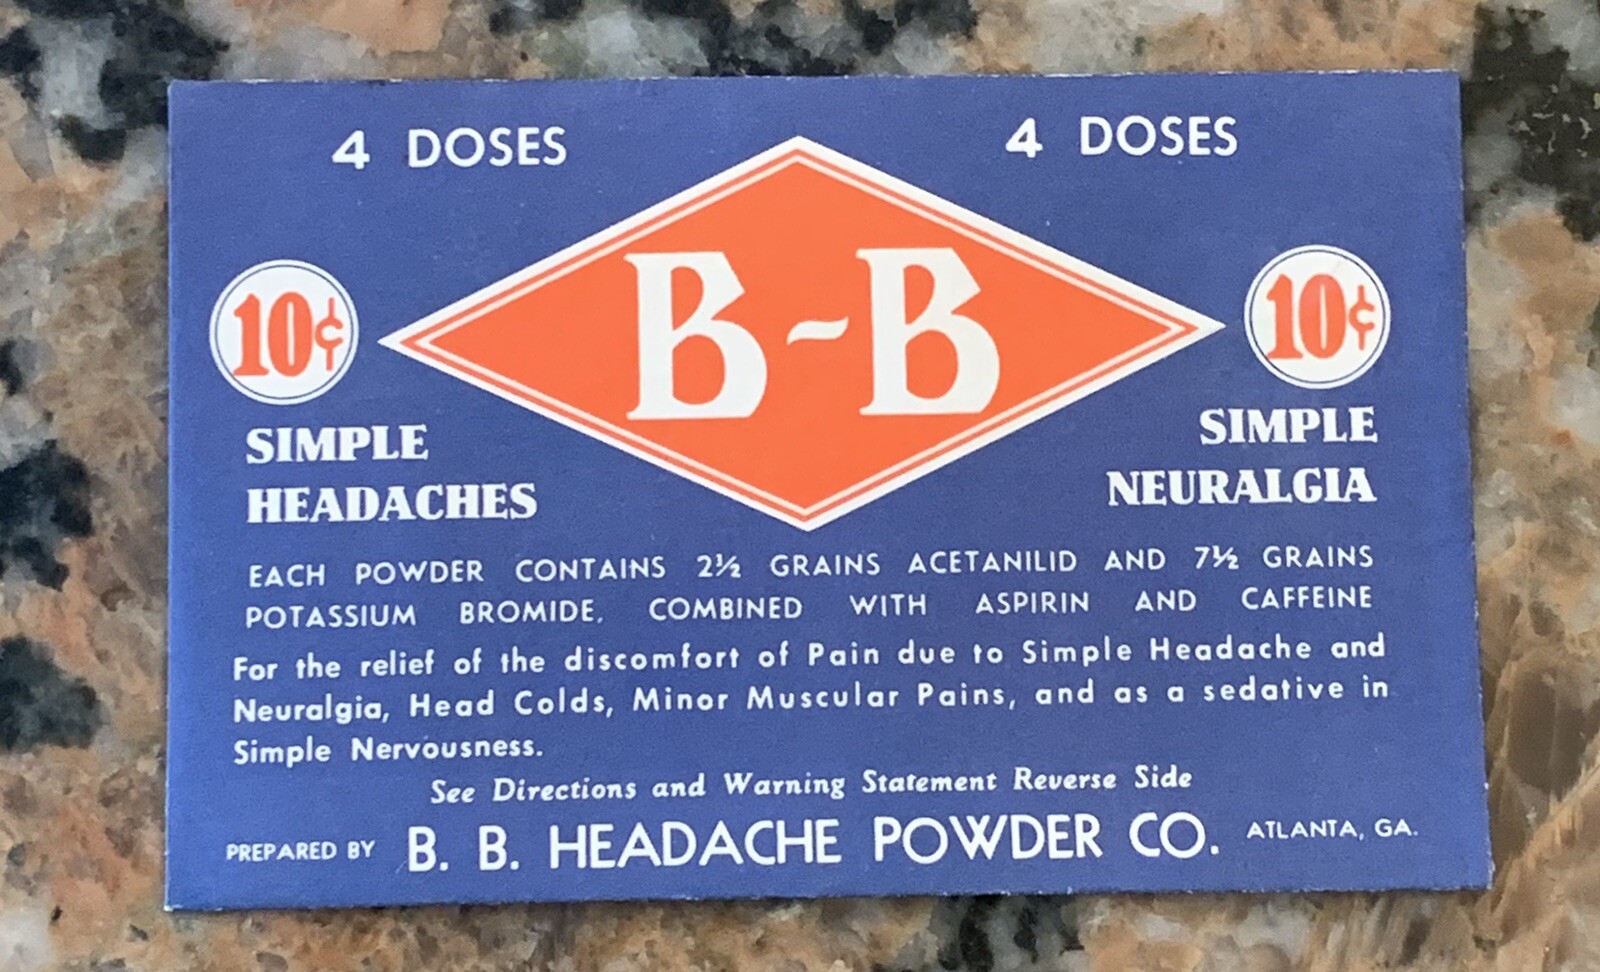 4 DOSES
4 DOSES
B-B
10¢
10¢
SIMPLE
HEADACHES
SIMPLE
NEURALGIA
EACH POWDER CONTAINS 2½ GRAINS ACETANILID AND 7½ GRAINS
POTASSIUM BROMIDE, COMBINED WITH ASPIRIN AND CAFFEINE
For the relief of the discomfort of Pain due to Simple Headache and
Neuralgia, Head Colds, Minor Muscular Pains, and as a sedative in
Simple Nervousness.
See Directions and Warning Statement Reverse Side
PREPARED BY B. B. HEADACHE POWDER CO. ATLANTA, GA.